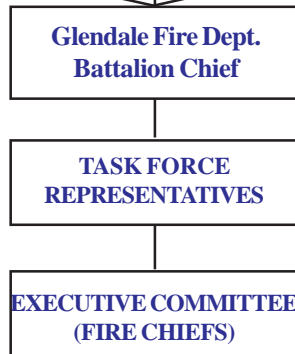 Glendale Fire Dept.
Battalion Chief
TASK FORCE
REPRESENTATIVES
EXECUTIVE COMMITTEE
(FIRE CHIEFS)